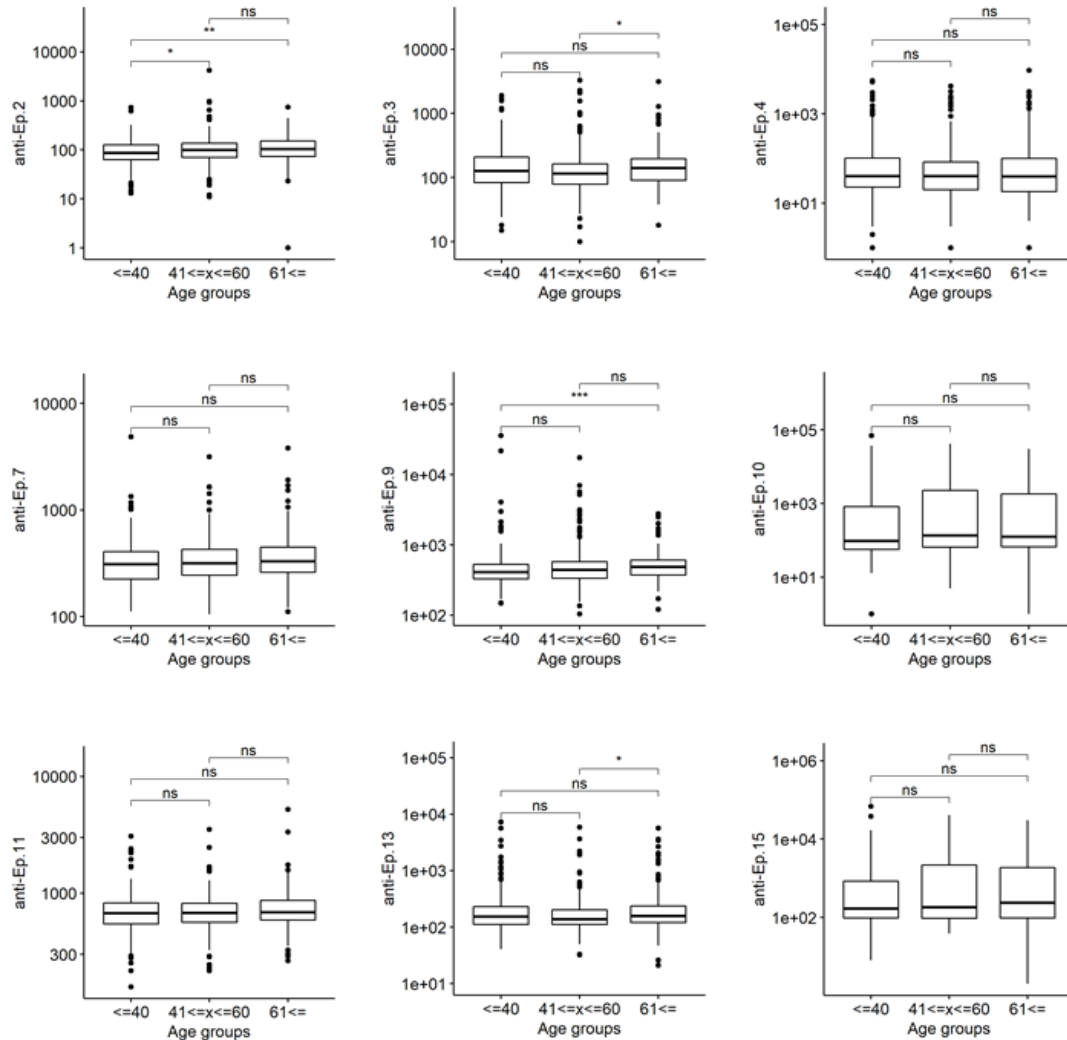 ns
**
*
10000
1000
100
10
1
anti-Ep.2
<=40 41<=x<=60 61<=
Age groups
*
ns
ns
10000
1000
100
10
anti-Ep.3
<=40 41<=x<=60 61<=
Age groups
ns
ns
ns
1e+05
1e+03
1e+01
anti-Ep.4
<=40 41<=x<=60 61<=
Age groups
ns
ns
ns
10000
1000
100
anti-Ep.7
<=40 41<=x<=60 61<=
Age groups
ns
***
ns
1e+05
1e+04
1e+03
1e+02
anti-Ep.9
<=40 41<=x<=60 61<=
Age groups
ns
ns
ns
1e+05
1e+03
1e+01
anti-Ep.10
<=40 41<=x<=60 61<=
Age groups
ns
ns
ns
10000
3000
1000
300
anti-Ep.11
<=40 41<=x<=60 61<=
Age groups
*
ns
ns
1e+05
1e+04
1e+03
1e+02
1e+01
anti-Ep.13
<=40 41<=x<=60 61<=
Age groups
ns
ns
ns
1e+06
1e+04
1e+02
anti-Ep.15
<=40 41<=x<=60 61<=
Age groups